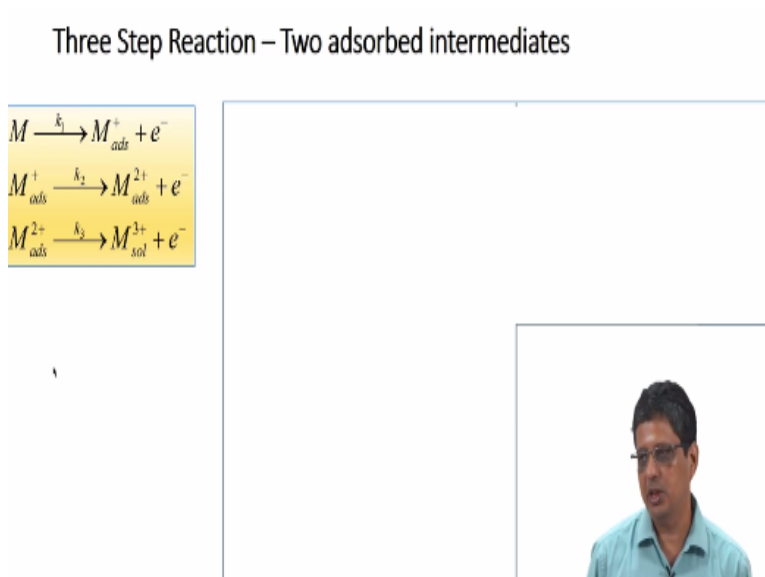 Three Step Reaction – Two adsorbed intermediates
M —k₁→ M⁺ads + e⁻
M⁺ads —k₂→ M²⁺ads + e⁻
M²⁺ads —k₃→ M³⁺sol + e⁻